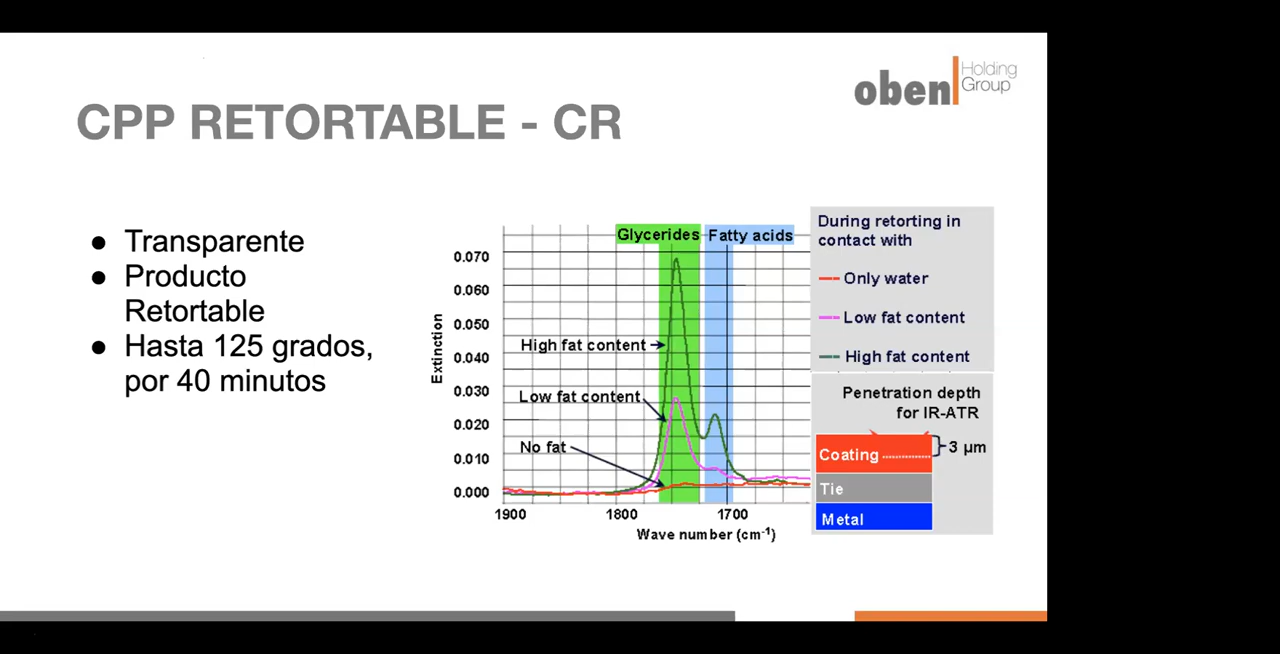 oben Holding
Group
CPP RETORTABLE - CR
● Transparente
● Producto
Retortable
● Hasta 125 grados,
por 40 minutos
Glycerides
Fatty acids
0.070
0.060
0.050
0.040
0.030
0.020
0.010
0.000
Extinction
High fat content
Low fat content
No fat
1900
1800
1700
Wave number (cm⁻¹)
During retorting in
contact with
Only water
Low fat content
High fat content
Penetration depth
for IR-ATR
Coating ..............
3 µm
Tie
Metal